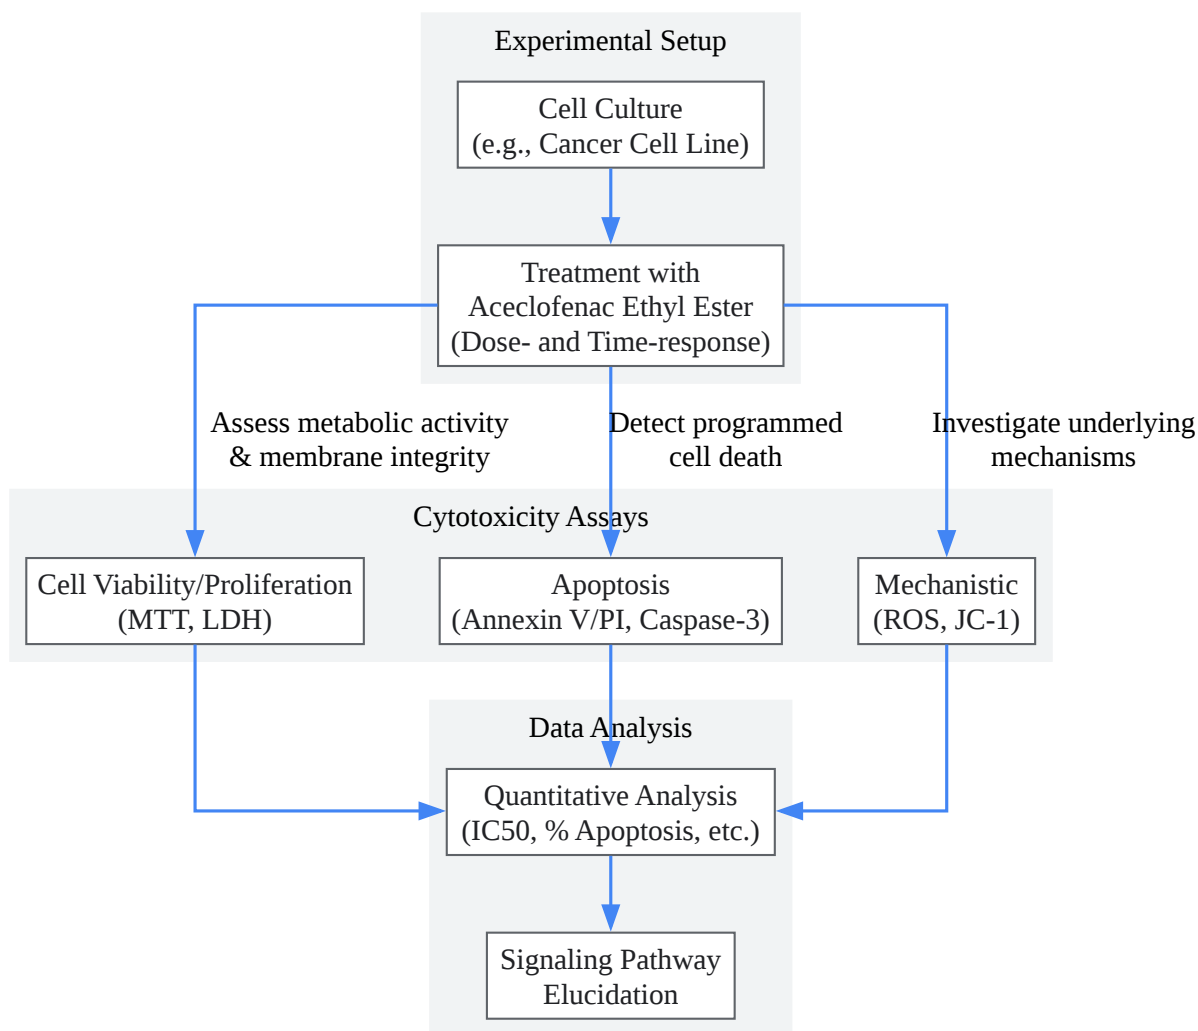 Experimental Setup
Cell Culture
(e.g., Cancer Cell Line)
Treatment with
Aceclofenac Ethyl Ester
(Dose- and Time-response)
Assess metabolic activity
& membrane integrity
Detect programmed
cell death
Investigate underlying
mechanisms
Cytotoxicity Assays
Cell Viability/Proliferation
(MTT, LDH)
Apoptosis
(Annexin V/PI, Caspase-3)
Mechanistic
(ROS, JC-1)
Data Analysis
Quantitative Analysis
(IC50, % Apoptosis, etc.)
Signaling Pathway
Elucidation